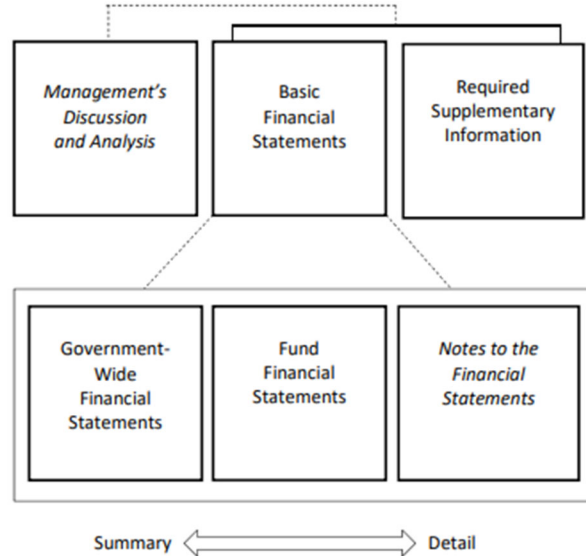 Management's
Discussion
and Analysis
Basic
Financial
Statements
Required
Supplementary
Information
Government-
Wide
Financial
Statements
Fund
Financial
Statements
Notes to the
Financial
Statements
Summary
Detail